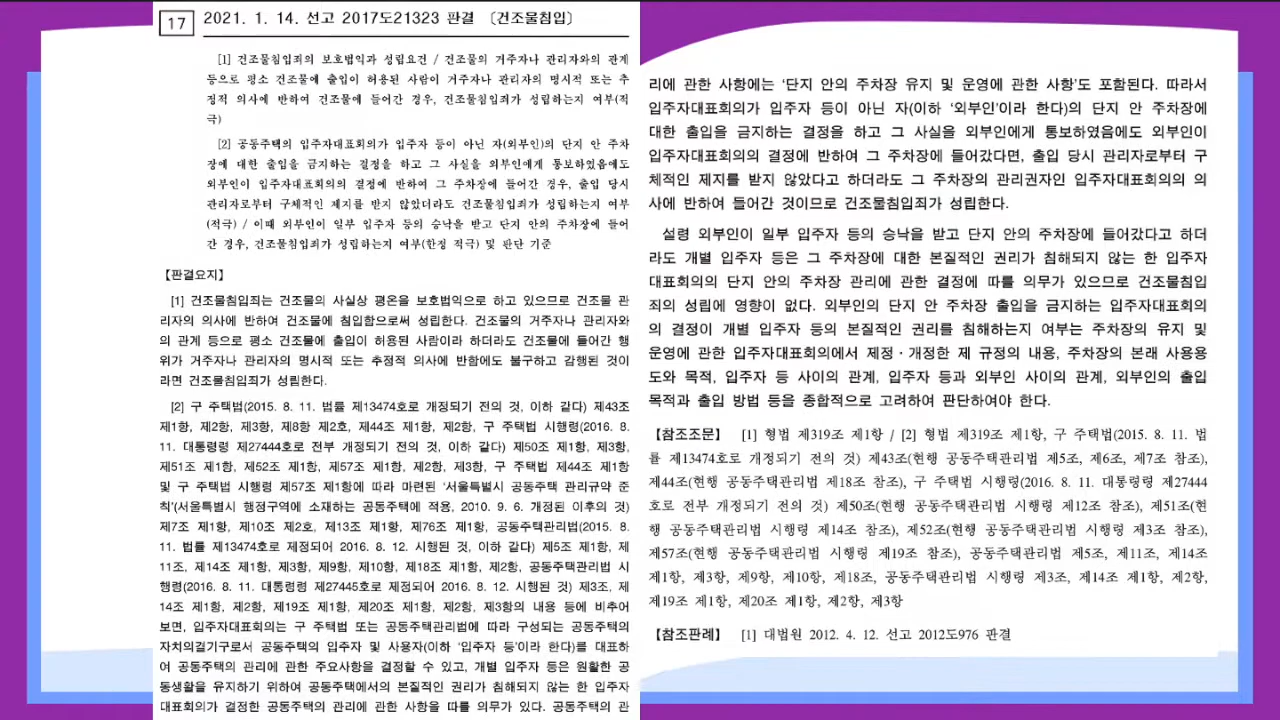 17 2021. 1. 14. 선고 2017도21323 판결 〔건조물침입〕
[1] 건조물침입죄의 보호법익과 성립요건 / 건조물의 거주자나 관리자와의 관계
등으로 평소 건조물에 출입이 허용된 사람이 거주자나 관리자의 명시적 또는 추
정적 의사에 반하여 건조물에 들어간 경우, 건조물침입죄가 성립하는지 여부(적
극)
[2] 공동주택의 입주자대표회의가 입주자 등이 아닌 자(외부인)의 단지 안 주차
장에 대한 출입을 금지하는 결정을 하고 그 사실을 외부인에게 통보하였음에도
외부인이 입주자대표회의의 결정에 반하여 그 주차장에 들어간 경우, 출입 당시
관리자로부터 구체적인 제지를 받지 않았더라도 건조물침입죄가 성립하는지 여부
(적극) / 이때 외부인이 일부 입주자 등의 승낙을 받고 단지 안의 주차장에 들어
간 경우, 건조물침입죄가 성립하는지 여부(한정 적극) 및 판단 기준
【판결요지】
[1] 건조물침입죄는 건조물의 사실상 평온을 보호법익으로 하고 있으므로 건조물 관
리자의 의사에 반하여 건조물에 침입함으로써 성립한다. 건조물의 거주자나 관리자와
의 관계 등으로 평소 건조물에 출입이 허용된 사람이라 하더라도 건조물에 들어간 행
위가 거주자나 관리자의 명시적 또는 추정적 의사에 반함에도 불구하고 감행된 것이
라면 건조물침입죄가 성립한다.
[2] 구 주택법(2015. 8. 11. 법률 제13474호로 개정되기 전의 것, 이하 같다) 제43조
제1항, 제2항, 제3항, 제8항 제2호, 제44조 제1항, 제2항, 구 주택법 시행령(2016. 8.
11. 대통령령 제27444호로 전부 개정되기 전의 것, 이하 같다) 제50조 제1항, 제3항,
제51조 제1항, 제52조 제1항, 제57조 제1항, 제2항, 제3항, 구 주택법 제44조 제1항
및 구 주택법 시행령 제57조 제1항에 따라 마련된 '서울특별시 공동주택 관리규약 준
칙'(서울특별시 행정구역에 소재하는 공동주택에 적용, 2010. 9. 6. 개정된 이후의 것)
제7조 제1항, 제10조 제2호, 제13조 제1항, 제76조 제1항, 공동주택관리법(2015. 8.
11. 법률 제13474호로 제정되어 2016. 8. 12. 시행된 것, 이하 같다) 제5조 제1항, 제
11조, 제14조 제1항, 제3항, 제9항, 제10항, 제18조 제1항, 제2항, 공동주택관리법 시
행령(2016. 8. 11. 대통령령 제27445호로 제정되어 2016. 8. 12. 시행된 것) 제3조, 제
14조 제1항, 제2항, 제19조 제1항, 제20조 제1항, 제2항, 제3항의 내용 등에 비추어
보면, 입주자대표회의는 구 주택법 또는 공동주택관리법에 따라 구성되는 공동주택의
자치의결기구로서 공동주택의 입주자 및 사용자(이하 '입주자 등'이라 한다)를 대표하
여 공동주택의 관리에 관한 주요사항을 결정할 수 있고, 개별 입주자 등은 원활한 공
동생활을 유지하기 위하여 공동주택에서의 본질적인 권리가 침해되지 않는 한 입주자
대표회의가 결정한 공동주택의 관리에 관한 사항을 따를 의무가 있다. 공동주택의 관
리에 관한 사항에는 '단지 안의 주차장 유지 및 운영에 관한 사항'도 포함된다. 따라서
입주자대표회의가 입주자 등이 아닌 자(이하 '외부인'이라 한다)의 단지 안 주차장에
대한 출입을 금지하는 결정을 하고 그 사실을 외부인에게 통보하였음에도 외부인이
입주자대표회의의 결정에 반하여 그 주차장에 들어갔다면, 출입 당시 관리자로부터 구
체적인 제지를 받지 않았다고 하더라도 그 주차장의 관리권자인 입주자대표회의의 의
사에 반하여 들어간 것이므로 건조물침입죄가 성립한다.
설령 외부인이 일부 입주자 등의 승낙을 받고 단지 안의 주차장에 들어갔다고 하더
라도 개별 입주자 등은 그 주차장에 대한 본질적인 권리가 침해되지 않는 한 입주자
대표회의의 단지 안의 주차장 관리에 관한 결정에 따를 의무가 있으므로 건조물침입
죄의 성립에 영향이 없다. 외부인의 단지 안 주차장 출입을 금지하는 입주자대표회의
의 결정이 개별 입주자 등의 본질적인 권리를 침해하는지 여부는 주차장의 유지 및
운영에 관한 입주자대표회의에서 제정·개정한 제 규정의 내용, 주차장의 본래 사용용
도와 목적, 입주자 등 사이의 관계, 입주자 등과 외부인 사이의 관계, 외부인의 출입
목적과 출입 방법 등을 종합적으로 고려하여 판단하여야 한다.
【참조조문】 [1] 형법 제319조 제1항 / [2] 형법 제319조 제1항, 구 주택법(2015. 8. 11. 법
률 제13474호로 개정되기 전의 것) 제43조(현행 공동주택관리법 제5조, 제6조, 제7조 참조),
제44조(현행 공동주택관리법 제18조 참조), 구 주택법 시행령(2016. 8. 11. 대통령령 제27444
호로 전부 개정되기 전의 것) 제50조(현행 공동주택관리법 시행령 제12조 참조), 제51조(현
행 공동주택관리법 시행령 제14조 참조), 제52조(현행 공동주택관리법 시행령 제3조 참조),
제57조(현행 공동주택관리법 시행령 제19조 참조), 공동주택관리법 제5조, 제11조, 제14조
제1항, 제3항, 제9항, 제10항, 제18조, 공동주택관리법 시행령 제3조, 제14조 제1항, 제2항,
제19조 제1항, 제20조 제1항, 제2항, 제3항
【참조판례】 [1] 대법원 2012. 4. 12. 선고 2012도976 판결